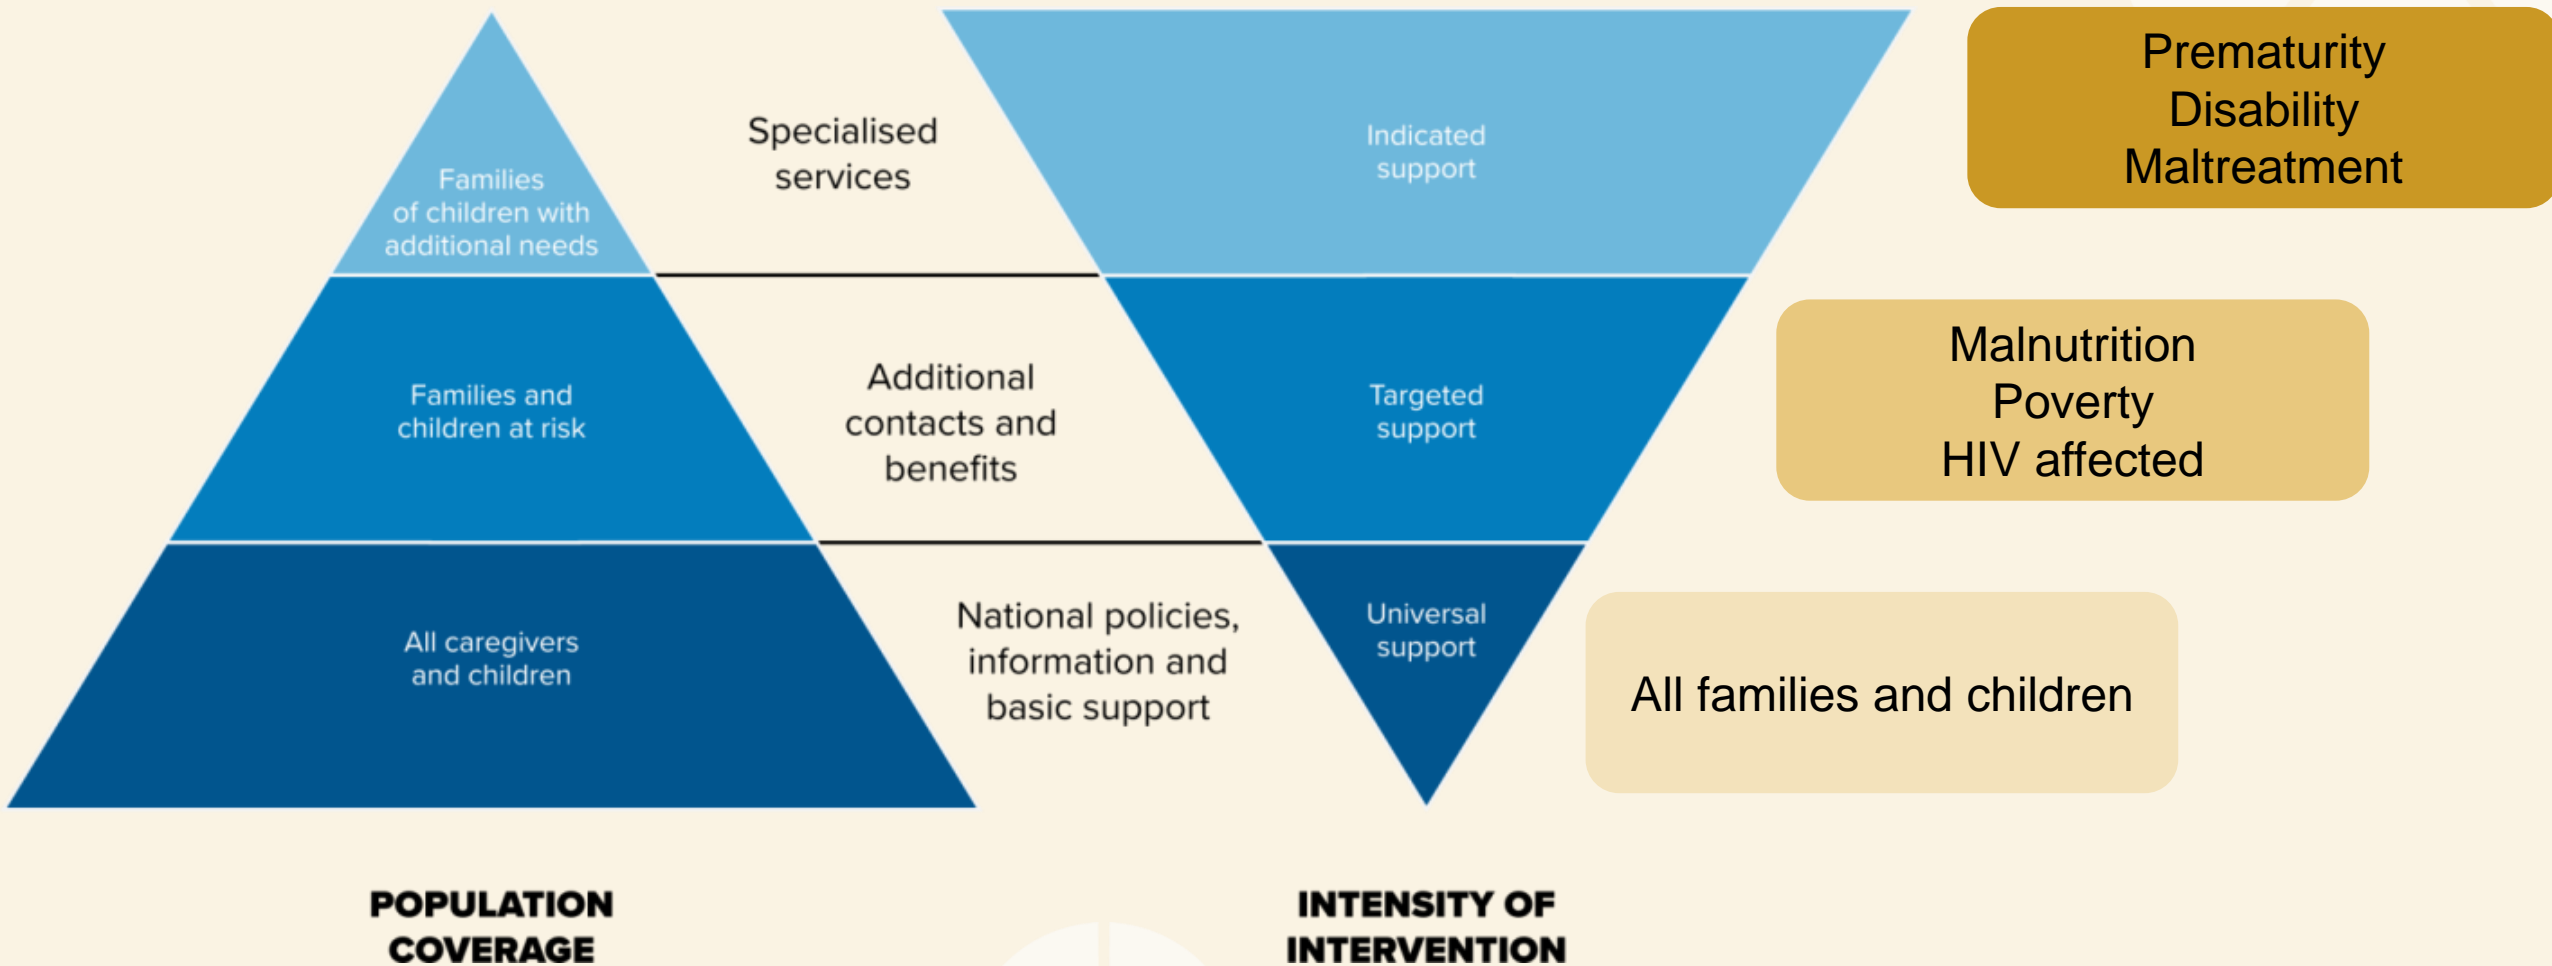 Families
of children with
additional needs
Specialised
services
Indicated
support
Prematurity
Disability
Maltreatment
Families and
children at risk
Additional
contacts and
benefits
Targeted
support
Malnutrition
Poverty
HIV affected
All caregivers
and children
National policies,
information and
basic support
Universal
support
All families and children
POPULATION
COVERAGE
INTENSITY OF
INTERVENTION